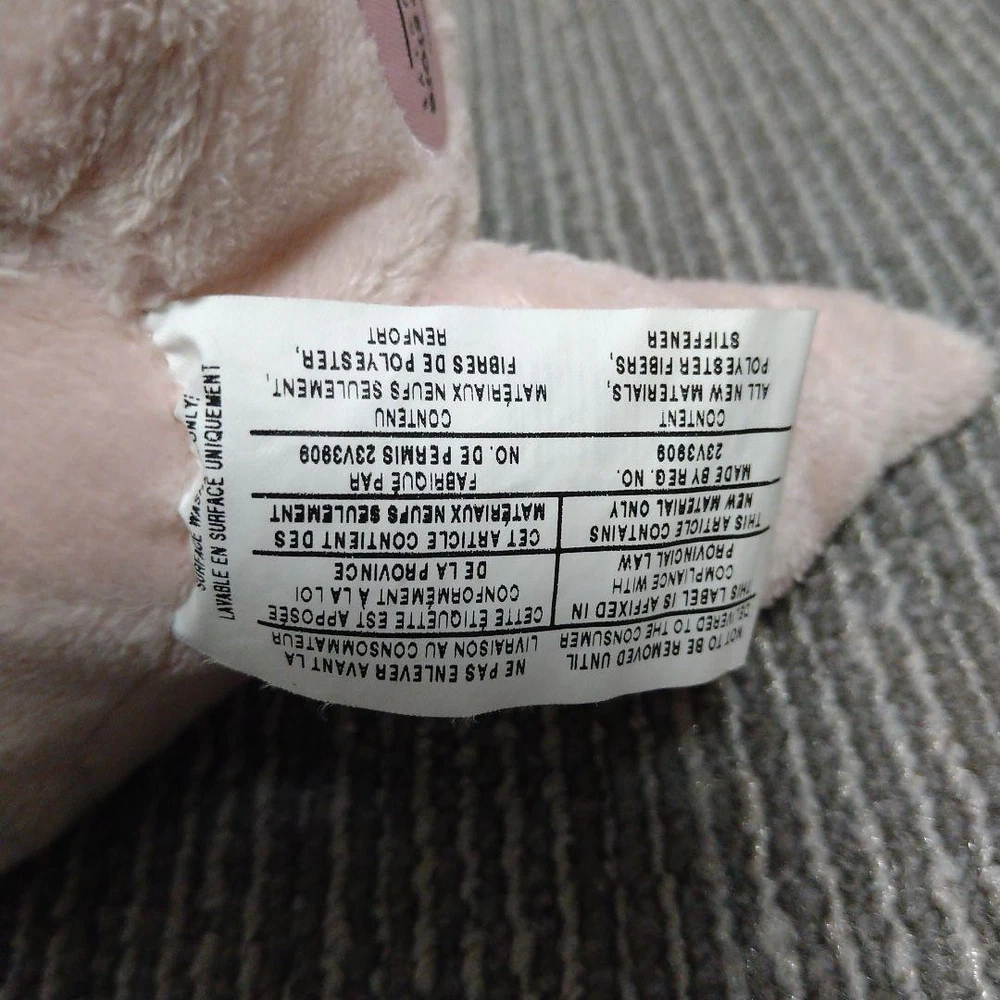 NOT TO BE REMOVED UNTIL
DELIVERED TO THE CONSUMER
NE PAS ENLEVER AVANT LA
LIVRAISON AU CONSOMMATEUR
THIS LABEL IS AFFIXED IN
COMPLIANCE WITH
PROVINCIAL LAW
CETTE ÉTIQUETTE EST APPOSÉE
CONFORMÉMENT À LA LOI
DE LA PROVINCE
THIS ARTICLE CONTAINS
NEW MATERIAL ONLY
CET ARTICLE CONTIENT DES
MATÉRIAUX NEUFS SEULEMENT
MADE BY REG. NO.
23V3909
FABRIQUÉ PAR
NO. DE PERMIS 23V3909
CONTENT
ALL NEW MATERIALS,
POLYESTER FIBERS,
STIFFENER
CONTENU
MATÉRIAUX NEUFS SEULEMENT,
FIBRES DE POLYESTER,
RENFORT
SURFACE
LAVABLE EN SURFACE UNIQUEMENT